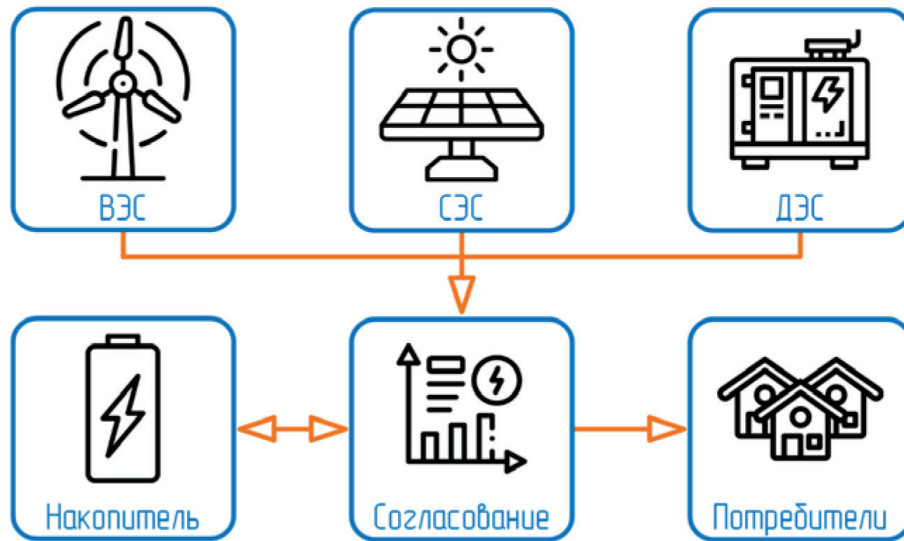 ВЭС
СЭС
ДЭС
Накопитель
Согласование
Потребители